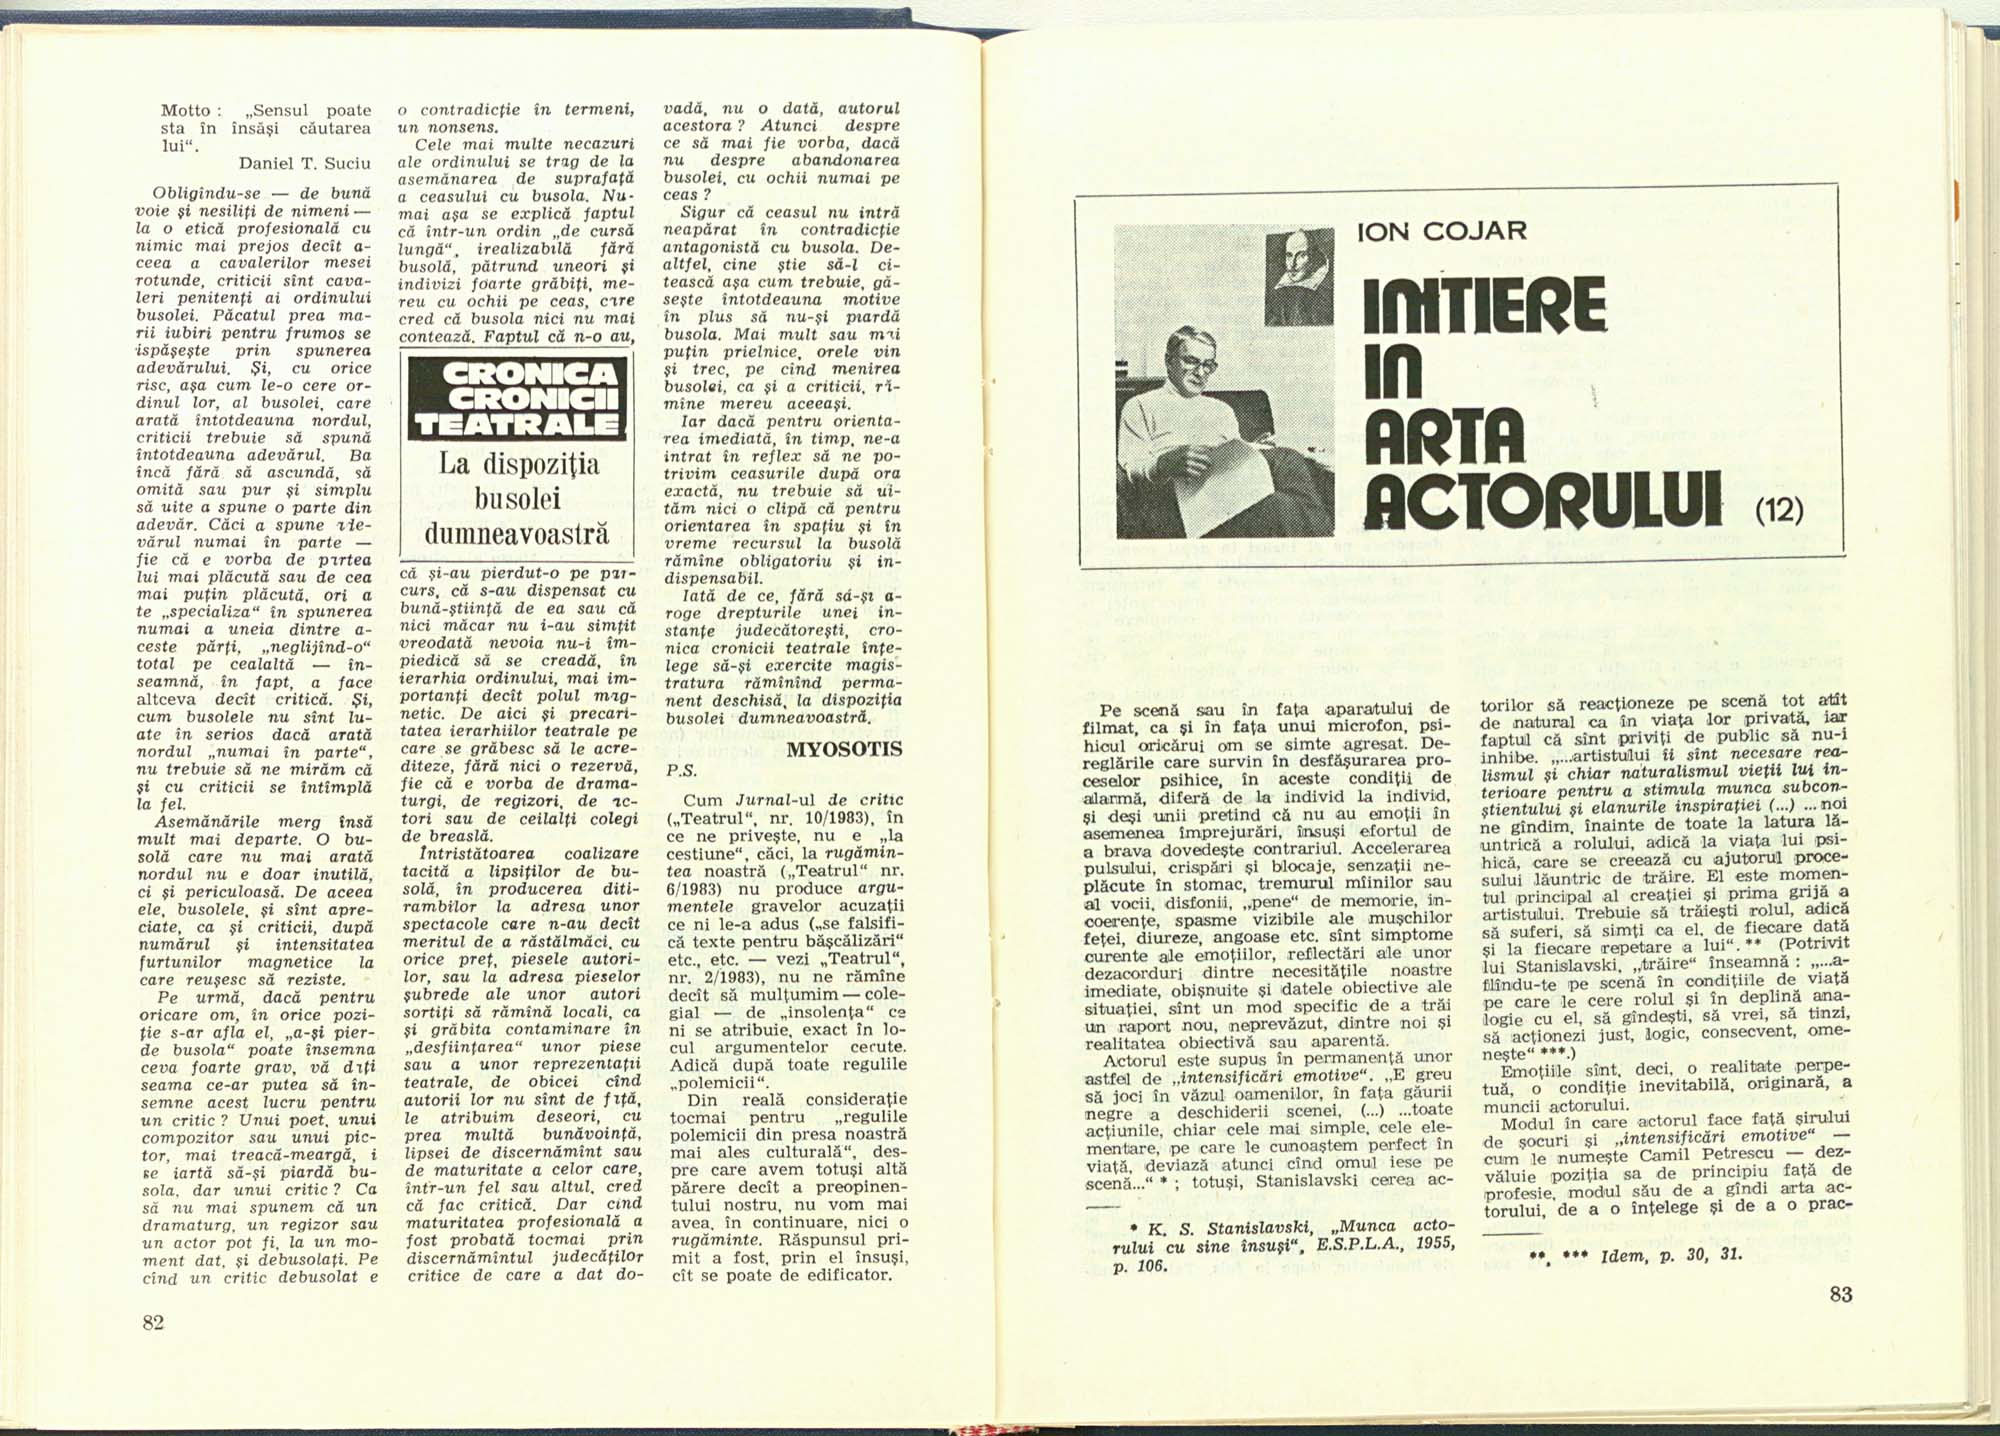 Motto : „Sensul poate
sta în însăși căutarea
lui“.
Daniel T. Suciu
Obligîndu-se — de bună
voie și nesiliți de nimeni —
la o etică profesională cu
nimic mai prejos decît a-
ceea a cavalerilor mesei
rotunde, criticii sînt cava-
leri penitenți ai ordinului
busolei. Păcatul prea ma-
rii iubiri pentru frumos se
ispășește prin spunerea
adevărului. Și, cu orice
risc, așa cum le-o cere or-
dinul lor, al busolei, care
arată întotdeauna nordul,
criticii trebuie să spună
întotdeauna adevărul. Ba
încă fără să ascundă, să
omită sau pur și simplu
să uite a spune o parte din
adevăr. Căci a spune ade-
vărul numai în parte —
fie că e vorba de partea
lui mai plăcută sau de cea
mai puțin plăcută, ori a
te „specializa“ în spunerea
numai a uneia dintre a-
ceste părți, „neglijînd-o“
total pe cealaltă — în-
seamnă, în fapt, a face
altceva decît critică. Și,
cum busolele nu sînt lu-
ate în serios dacă arată
nordul „numai în parte“,
nu trebuie să ne mirăm că
și cu criticii se întîmplă
la fel.
Asemănările merg însă
mult mai departe. O bu-
solă care nu mai arată
nordul nu e doar inutilă,
ci și periculoasă. De aceea
ele, busolele, și sînt apre-
ciate, ca și criticii, după
numărul și intensitatea
furtunilor magnetice la
care reușesc să reziste.
Pe urmă, dacă pentru
oricare om, în orice pozi-
ție s-ar afla el, „a-și pier-
de busola“ poate însemna
ceva foarte grav, vă dați
seama ce-ar putea să în-
semne acest lucru pentru
un critic ? Unui poet, unui
compozitor sau unui pic-
tor, mai treacă-meargă, i
se iartă să-și piardă bu-
sola, dar unui critic ? Ca
să nu mai spunem că un
dramaturg, un regizor sau
un actor pot fi, la un mo-
ment dat, și debusolați. Pe
cînd un critic debusolat e
o contradicție în termeni,
un nonsens.
Cele mai multe necazuri
ale ordinului se trag de la
asemănarea de suprafață
a ceasului cu busola. Nu-
mai așa se explică faptul
că într-un ordin „de cursă
lungă“, irealizabilă fără
busolă, pătrund uneori și
indivizi foarte grăbiți, me-
reu cu ochii pe ceas, care
cred că busola nici nu mai
contează. Faptul că n-o au,
CRONICA
CRONICII
TEATRALE
La dispoziția
busolei
dumneavoastră
că și-au pierdut-o pe par-
curs, că s-au dispensat cu
bună-știință de ea sau că
nici măcar nu i-au simțit
vreodată nevoia nu-i îm-
piedică să se creadă, în
ierarhia ordinului, mai im-
portanți decît polul mag-
netic. De aici și precari-
tatea ierarhiilor teatrale pe
care se grăbesc să le acre-
diteze, fără nici o rezervă,
fie că e vorba de drama-
turgi, de regizori, de ac-
tori sau de ceilalți colegi
de breaslă.
Întristătoarea coalizare
tacită a lipsiților de bu-
solă, în producerea diti-
rambilor la adresa unor
spectacole care n-au decît
meritul de a răstălmăci, cu
orice preț, piesele autori-
lor, sau la adresa pieselor
șubrede ale unor autori
sortiți să rămînă locali, ca
și grăbita contaminare în
„desființarea“ unor piese
sau a unor reprezentații
teatrale, de obicei cînd
autorii lor nu sînt de față,
le atribuim deseori, cu
prea multă bunăvoință,
lipsei de discernămînt sau
de maturitate a celor care,
într-un fel sau altul, cred
că fac critică. Dar cînd
maturitatea profesională a
fost probată tocmai prin
discernămîntul judecăților
critice de care a dat do-
vadă, nu o dată, autorul
acestora ? Atunci despre
ce să mai fie vorba, dacă
nu despre abandonarea
busolei, cu ochii numai pe
ceas ?
Sigur că ceasul nu intră
neapărat în contradicție
antagonistă cu busola. De-
altfel, cine știe să-l ci-
tească așa cum trebuie, gă-
sește întotdeauna motive
în plus să nu-și piardă
busola. Mai mult sau mai
puțin prielnice, orele vin
și trec, pe cînd menirea
busolei, ca și a criticii, ră-
mîne mereu aceeași.
Iar dacă pentru orienta-
rea imediată, în timp, ne-a
intrat în reflex să ne po-
trivim ceasurile după ora
exactă, nu trebuie să ui-
tăm nici o clipă că pentru
orientarea în spațiu și în
vreme recursul la busolă
rămîne obligatoriu și in-
dispensabil.
Iată de ce, fără să-și a-
roge drepturile unei in-
stanțe judecătorești, cro-
nica cronicii teatrale înțe-
lege să-și exercite magis-
tratura rămînînd perma-
nent deschisă, la dispoziția
busolei dumneavoastră.
MYOSOTIS
P.S.
Cum Jurnal-ul de critic
(„Teatrul“, nr. 10/1983), în
ce ne privește, nu e „la
cestiune“, căci, la rugămin-
tea noastră („Teatrul“ nr.
6/1983) nu produce argu-
mentele gravelor acuzații
ce ni le-a adus („se falsifi-
că texte pentru bășcălizări“
etc., etc. — vezi „Teatrul“,
nr. 2/1983), nu ne rămîne
decît să mulțumim — cole-
gial — de „insolența“ ce
ni se atribuie, exact în lo-
cul argumentelor cerute.
Adică după toate regulile
„polemicii“.
Din reală considerație
tocmai pentru „regulile
polemicii din presa noastră
mai ales culturală“, des-
pre care avem totuși altă
părere decît a preopinen-
tului nostru, nu vom mai
avea, în continuare, nici o
rugăminte. Răspunsul pri-
mit a fost, prin el însuși,
cît se poate de edificator.
82
ION COJAR
INITIERE
IN
ARTA
ACTORULUI (12)
Pe scenă sau în fața aparatului de
filmat, ca și în fața unui microfon, psi-
hicul oricărui om se simte agresat. De-
reglările care survin în desfășurarea pro-
ceselor psihice, în aceste condiții de
alarmă, diferă de la individ la individ,
și deși unii pretind că nu au emoții în
asemenea împrejurări, însuși efortul de
a brava dovedește contrariul. Accelerarea
pulsului, crispări și blocaje, senzații ne-
plăcute în stomac, tremurul mîinilor sau
al vocii, disfonii, „pene“ de memorie, in-
coerențe, spasme vizibile ale mușchilor
feței, diureze, angoase etc. sînt simptome
curente ale emoțiilor, reflectări ale unor
dezacorduri dintre necesitățile noastre
imediate, obișnuite și datele obiective ale
situației, sînt un mod specific de a trăi
un raport nou, neprevăzut, dintre noi și
realitatea obiectivă sau aparentă.
Actorul este supus în permanență unor
astfel de „intensificări emotive“. „E greu
să joci în văzul oamenilor, în fața găurii
negre a deschiderii scenei, (...) ...toate
acțiunile, chiar cele mai simple, cele ele-
mentare, pe care le cunoaștem perfect în
viață, deviază atunci cînd omul iese pe
scenă...“ * ; totuși, Stanislavski cerea ac-
* K. S. Stanislavski, „Munca acto-
rului cu sine însuși“, E.S.P.L.A., 1955,
p. 106.
torilor să reacționeze pe scenă tot atît
de natural ca în viața lor privată, iar
faptul că sînt priviți de public să nu-i
inhibe. „...artistului îi sînt necesare rea-
lismul și chiar naturalismul vieții lui in-
terioare pentru a stimula munca subcon-
știentului și elanurile inspirației (...) ... noi
ne gîndim, înainte de toate la latura lă-
untrică a rolului, adică la viața lui psi-
hică, care se creează cu ajutorul proce-
sului lăuntric de trăire. El este momen-
tul principal al creației și prima grijă a
artistului. Trebuie să trăiești rolul, adică
să suferi, să simți ca el, de fiecare dată
și la fiecare repetare a lui“. ** (Potrivit
lui Stanislavski, „trăire“ înseamnă : „...a-
flîndu-te pe scenă în condițiile de viață
pe care le cere rolul și în deplină ana-
logie cu el, să gîndești, să vrei, să tinzi,
să acționezi just, logic, consecvent, ome-
nește“ ***.)
Emoțiile sînt, deci, o realitate perpe-
tuă, o condiție inevitabilă, originară, a
muncii actorului.
Modul în care actorul face față șirului
de șocuri și „intensificări emotive“ —
cum le numește Camil Petrescu — dez-
văluie poziția sa de principiu față de
profesie, modul său de a gîndi arta ac-
torului, de a o înțelege și de a o prac-
**, *** Idem, p. 30, 31.
83